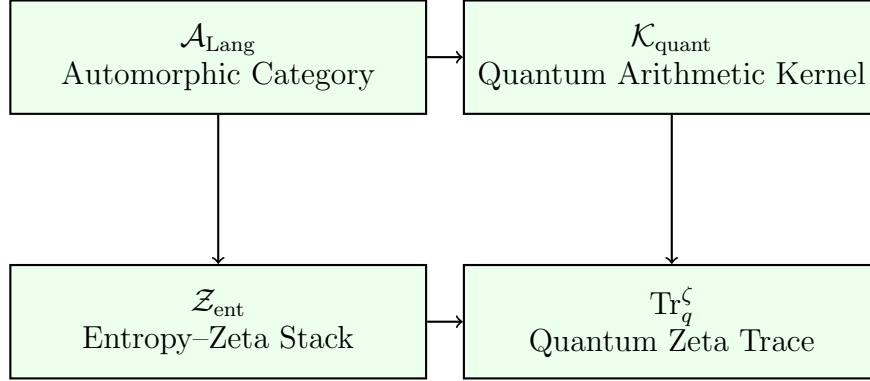 𝒜_Lang
Automorphic Category
𝒦_quant
Quantum Arithmetic Kernel
𝒵_ent
Entropy–Zeta Stack
Tr_q^ζ
Quantum Zeta Trace